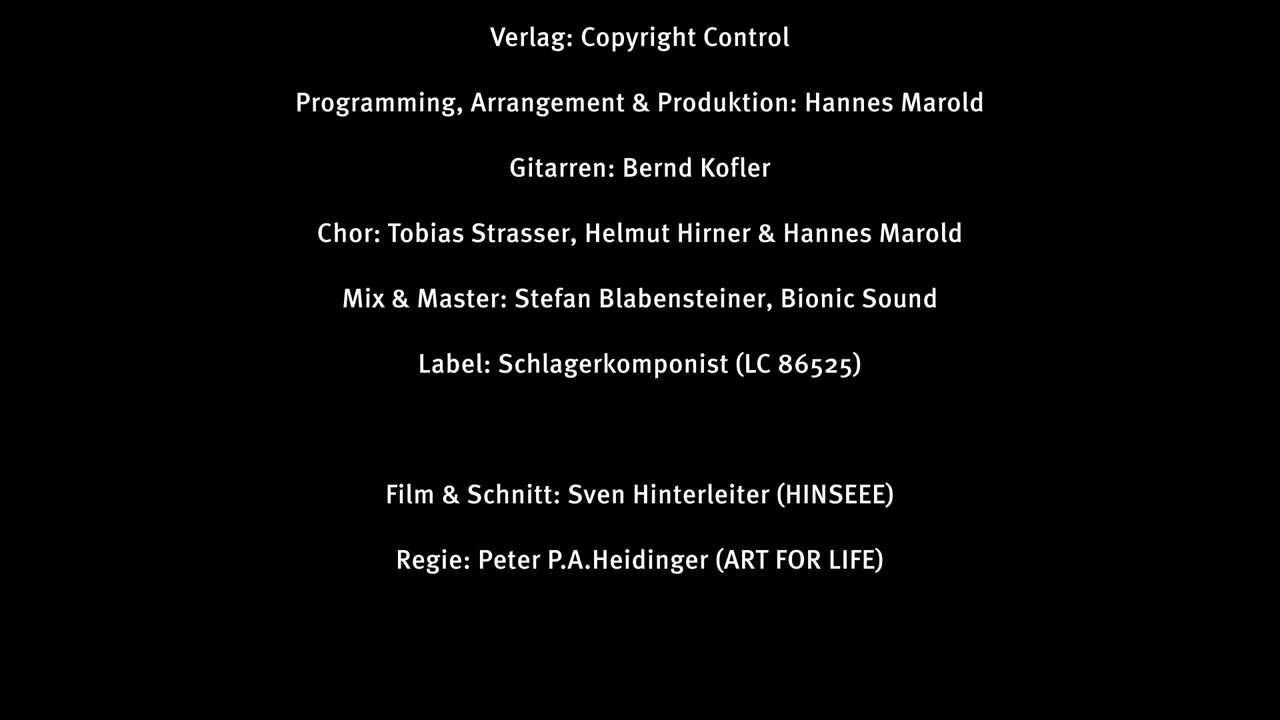 Verlag: Copyright Control
Programming, Arrangement & Produktion: Hannes Marold
Gitarren: Bernd Kofler
Chor: Tobias Strasser, Helmut Hirner & Hannes Marold
Mix & Master: Stefan Blabensteiner, Bionic Sound
Label: Schlagerkomponist (LC 86525)
Film & Schnitt: Sven Hinterleiter (HINSEEE)
Regie: Peter P.A.Heidinger (ART FOR LIFE)